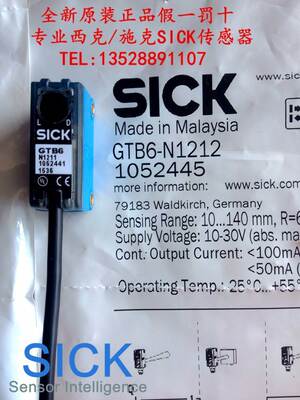 全新原装正品假一罚十
专业西克/施克SICK传感器
TEL:13528891107
SICK
Made in Malaysia
GTB6-N1212
1052445
79183 Waldkirch, Germany
www.sick.com
Sensing Range: 10...140 mm, R=6
Supply Voltage: 10-30V (abs. ma
Cont. Output Current: <100mA
<50mA (
Operating Temp.: 25°C...+55°
L
D
SICK
GTB6
N1211
1052441
1536
SICK
Sensor Intelligence